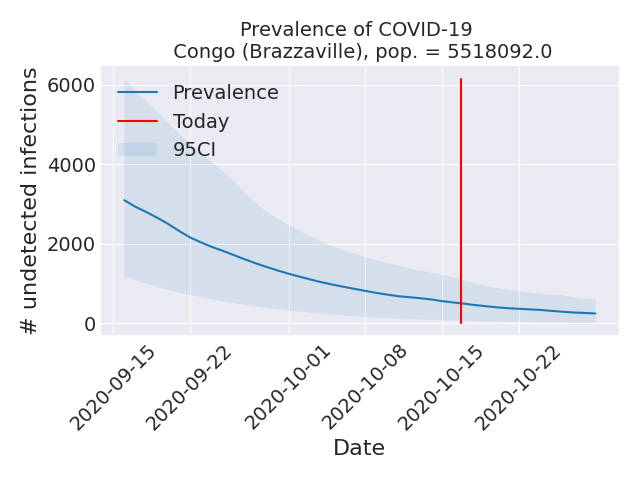 Prevalence of COVID-19
Congo (Brazzaville), pop. = 5518092.0
# undetected infections
6000
4000
2000
0
Prevalence
Today
95CI
2020-09-15
2020-09-22
2020-10-01
2020-10-08
2020-10-15
2020-10-22
Date